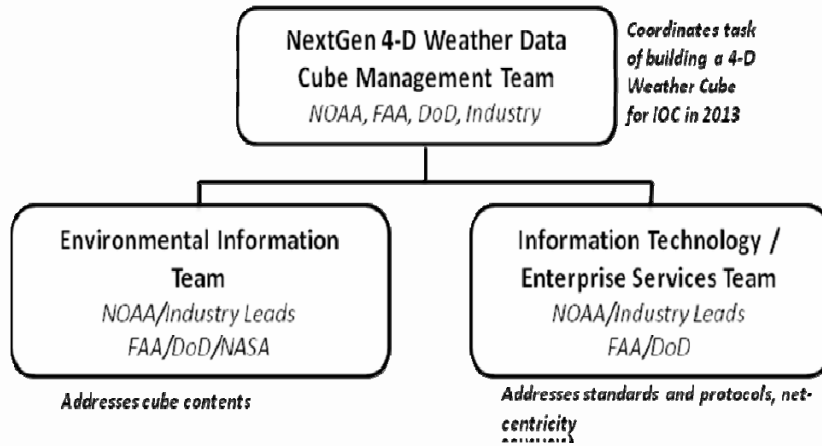 NextGen 4-D Weather Data
Cube Management Team
NOAA, FAA, DoD, Industry
Coordinates task
of building a 4-D
Weather Cube
for IOC in 2013
Environmental Information
Team
NOAA/Industry Leads
FAA/DoD/NASA
Addresses cube contents
Information Technology /
Enterprise Services Team
NOAA/Industry Leads
FAA/DoD
Addresses standards and protocols, net-
centricity